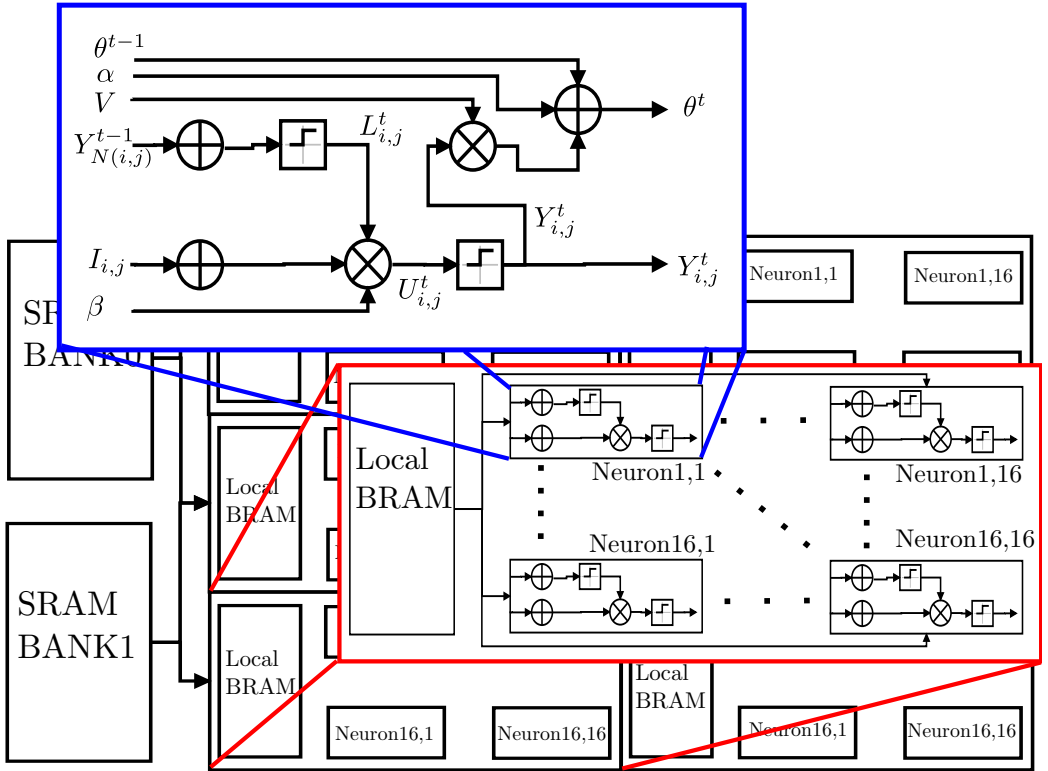 θ^{t-1}
α
V
Y^{t-1}_{N(i,j)}
L^t_{i,j}
θ^t
Y^t_{i,j}
I_{i,j}
U^t_{i,j}
Y^t_{i,j}
β
Neuron1,1
Neuron1,16
BANK0
Local
BRAM
Local
BRAM
Neuron1,1
Neuron1,16
Neuron16,1
Neuron16,16
SRAM
BANK1
Local
BRAM
Local
BRAM
Neuron16,1
Neuron16,16
Neuron16,1
Neuron16,16